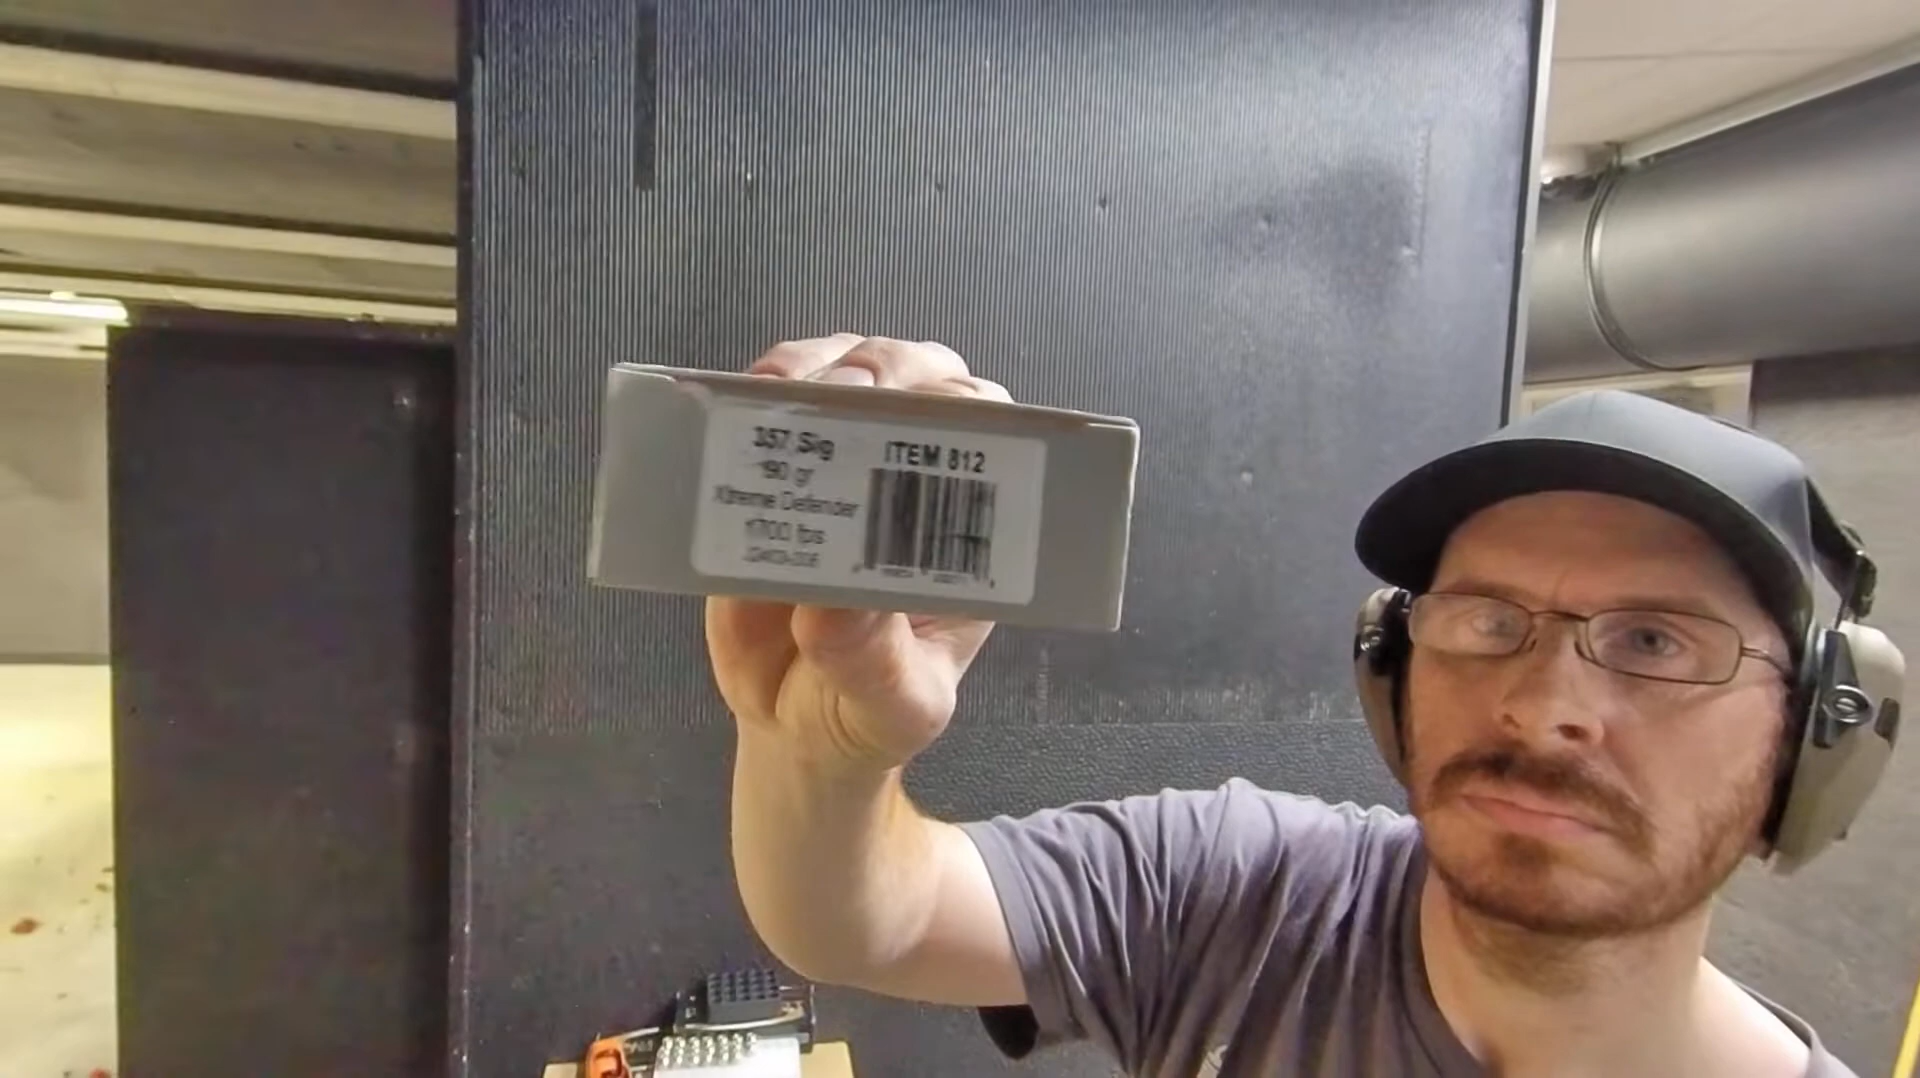 357 Sig
90 gr
Xtreme Defender
1700 fps
ITEM 812